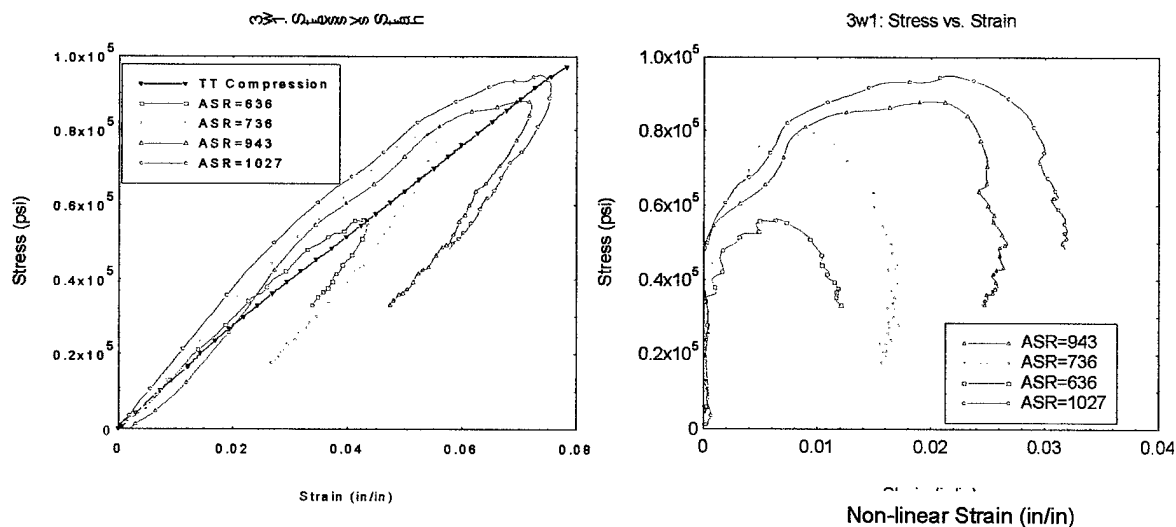 1.0x10⁵
0.8x10⁵
0.6x10⁵
0.4x10⁵
0.2x10⁵
0
Stress (psi)
TT Compression
ASR=636
ASR=736
ASR=943
ASR=1027
0
0.02
0.04
0.06
0.08
Strain (in/in)
3w1: Stress vs. Strain
1.0x10⁵
0.8x10⁵
0.6x10⁵
0.4x10⁵
0.2x10⁵
0
Stress (psi)
ASR=943
ASR=736
ASR=636
ASR=1027
0
0.01
0.02
0.03
0.04
Non-linear Strain (in/in)